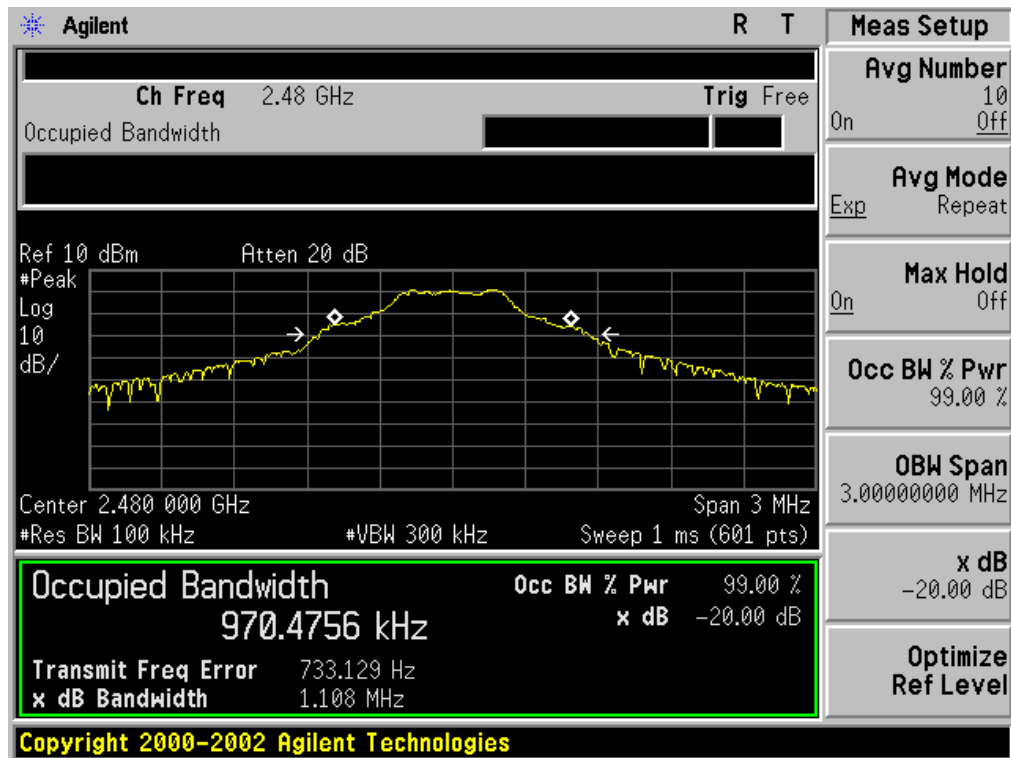 Agilent R T
Ch Freq 2.48 GHz Trig Free
Occupied Bandwidth
Ref 10 dBm Atten 20 dB
#Peak
Log
10
dB/
Center 2.480 000 GHz Span 3 MHz
#Res BW 100 kHz #VBW 300 kHz Sweep 1 ms (601 pts)
Occupied Bandwidth Occ BW % Pwr 99.00 %
970.4756 kHz x dB -20.00 dB
Transmit Freq Error 733.129 Hz
x dB Bandwidth 1.108 MHz
Copyright 2000-2002 Agilent Technologies
Meas Setup
Avg Number
10
On Off
Avg Mode
Exp Repeat
Max Hold
On Off
Occ BW % Pwr
99.00 %
OBW Span
3.00000000 MHz
x dB
-20.00 dB
Optimize
Ref Level